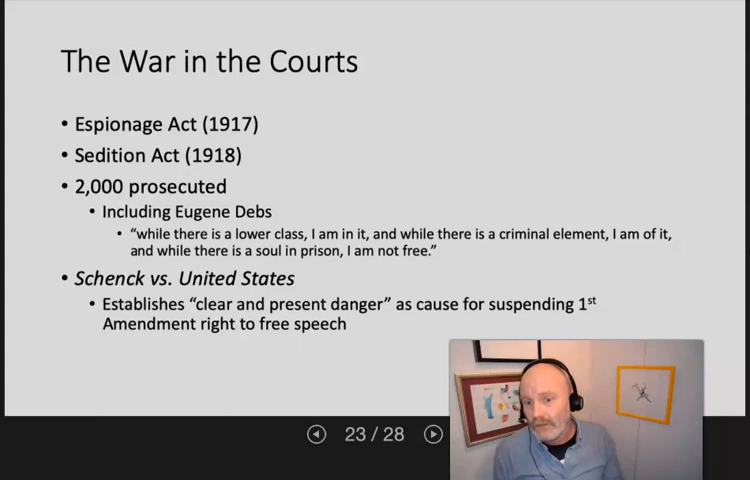 The War in the Courts
• Espionage Act (1917)
• Sedition Act (1918)
• 2,000 prosecuted
• Including Eugene Debs
• “while there is a lower class, I am in it, and while there is a criminal element, I am of it,
and while there is a soul in prison, I am not free.”
• Schenck vs. United States
• Establishes “clear and present danger” as cause for suspending 1st
Amendment right to free speech
23 / 28